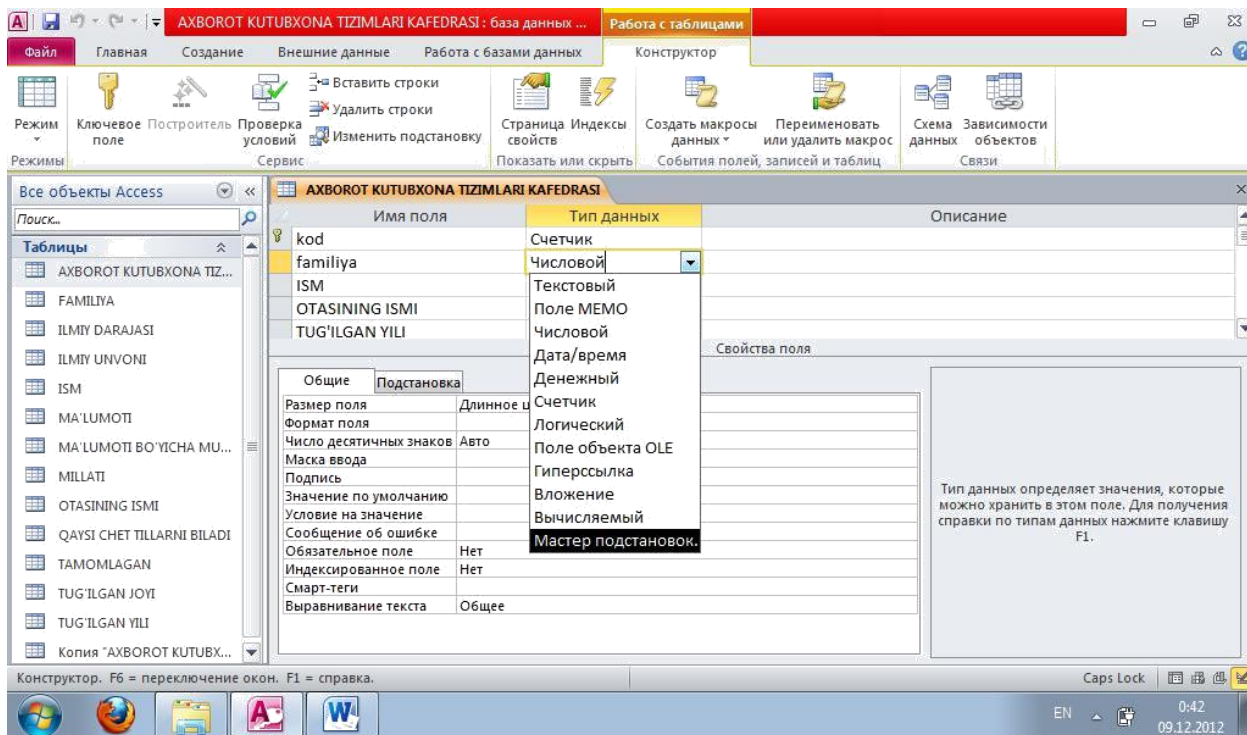 AXBOROT KUTUBXONA TIZIMLARI KAFEDRASI : база данных ... Работа с таблицами
Файл Главная Создание Внешние данные Работа с базами данных Конструктор
Режим
Ключевое поле
Построитель
Проверка условий
Вставить строки
Удалить строки
Изменить подстановку
Страница свойств
Индексы
Создать макросы данных
Переименовать или удалить макрос
Схема данных
Зависимости объектов
Режимы Сервис Показать или скрыть События полей, записей и таблиц Связи
Все объекты Access «
Поиск...
Таблицы
AXBOROT KUTUBXONA TIZ...
FAMILIYA
ILMIY DARAJASI
ILMIY UNVONI
ISM
MA'LUMOTI
MA'LUMOTI BO'YICHA MU...
MILLATI
OTASINING ISMI
QAYSI CHET TILLARNI BILADI
TAMOMLAGAN
TUG'ILGAN JOYI
TUG'ILGAN YILI
Копия "AXBOROT KUTUBX...
AXBOROT KUTUBXONA TIZIMLARI KAFEDRASI
Имя поля Тип данных Описание
kod Счетчик
familiya Числовой
ISM
OTASINING ISMI
TUG'ILGAN YILI
Текстовый
Поле МЕМО
Числовой
Дата/время
Денежный
Счетчик
Логический
Поле объекта OLE
Гиперссылка
Вложение
Вычисляемый
Мастер подстановок.
Свойства поля
Общие Подстановка
Размер поля Длинное ц
Формат поля
Число десятичных знаков Авто
Маска ввода
Подпись
Значение по умолчанию
Условие на значение
Сообщение об ошибке
Обязательное поле Нет
Индексированное поле Нет
Смарт-теги
Выравнивание текста Общее
Тип данных определяет значения, которые
можно хранить в этом поле. Для получения
справки по типам данных нажмите клавишу
F1.
Конструктор. F6 = переключение окон. F1 = справка. Caps Lock
EN 0:42
09.12.2012